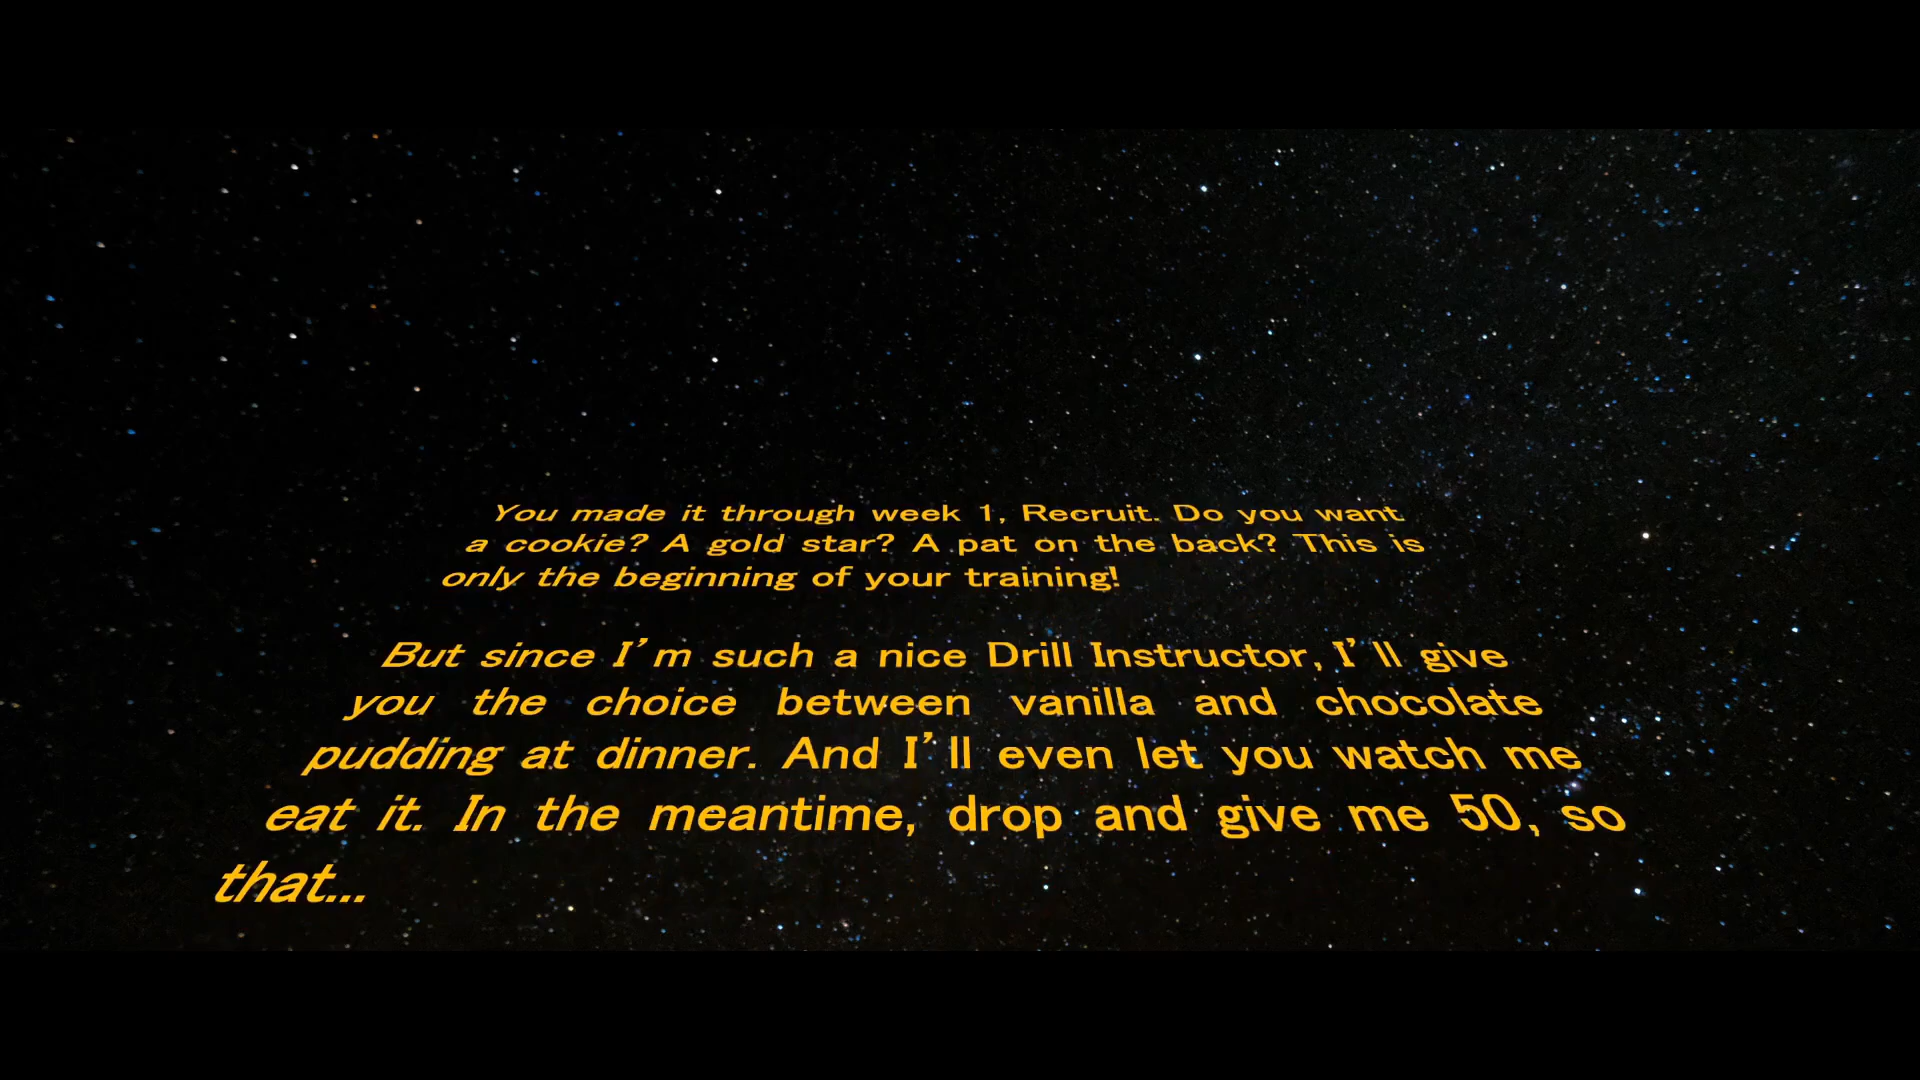 You made it through week 1, Recruit. Do you want
a cookie? A gold star? A pat on the back? This is
only the beginning of your training!
But since I’m such a nice Drill Instructor, I’ll give
you the choice between vanilla and chocolate
pudding at dinner. And I’ll even let you watch me
eat it. In the meantime, drop and give me 50, so
that...